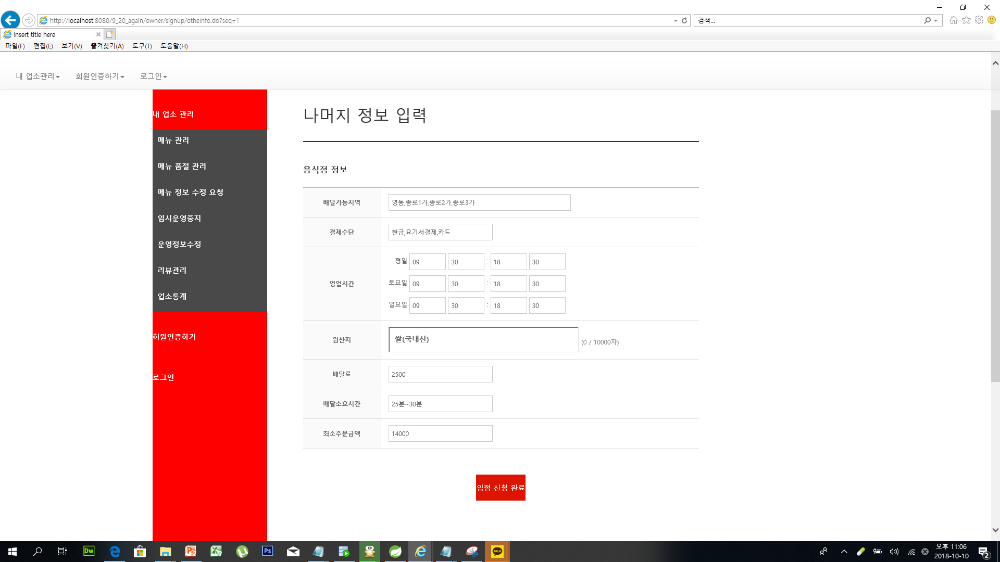 http://localhost:8080/9_20_again/owner/signup/otheInfo.do?seq=1
검색...
Insert title here
파일(F) 편집(E) 보기(V) 즐겨찾기(A) 도구(T) 도움말(H)
내 업소관리 회원인증하기 로그인
내 업소 관리
메뉴 관리
메뉴 품절 관리
메뉴 정보 수정 요청
임시운영중지
운영정보수정
리뷰관리
업소통계
회원인증하기
로그인
나머지 정보 입력
음식점 정보
배달가능지역 명동,종로1가,종로2가,종로3가
결제수단 현금,요기서결제,카드
영업시간
평일 09 30 : 18 30
토요일 09 30 : 18 30
일요일 09 30 : 18 30
원산지 쌀(국내산) (0 / 10000자)
배달료 2500
배달소요시간 25분~30분
최소주문금액 14000
입점 신청 완료
Dw
Ps
TALK
오후 11:06
2018-10-10
2